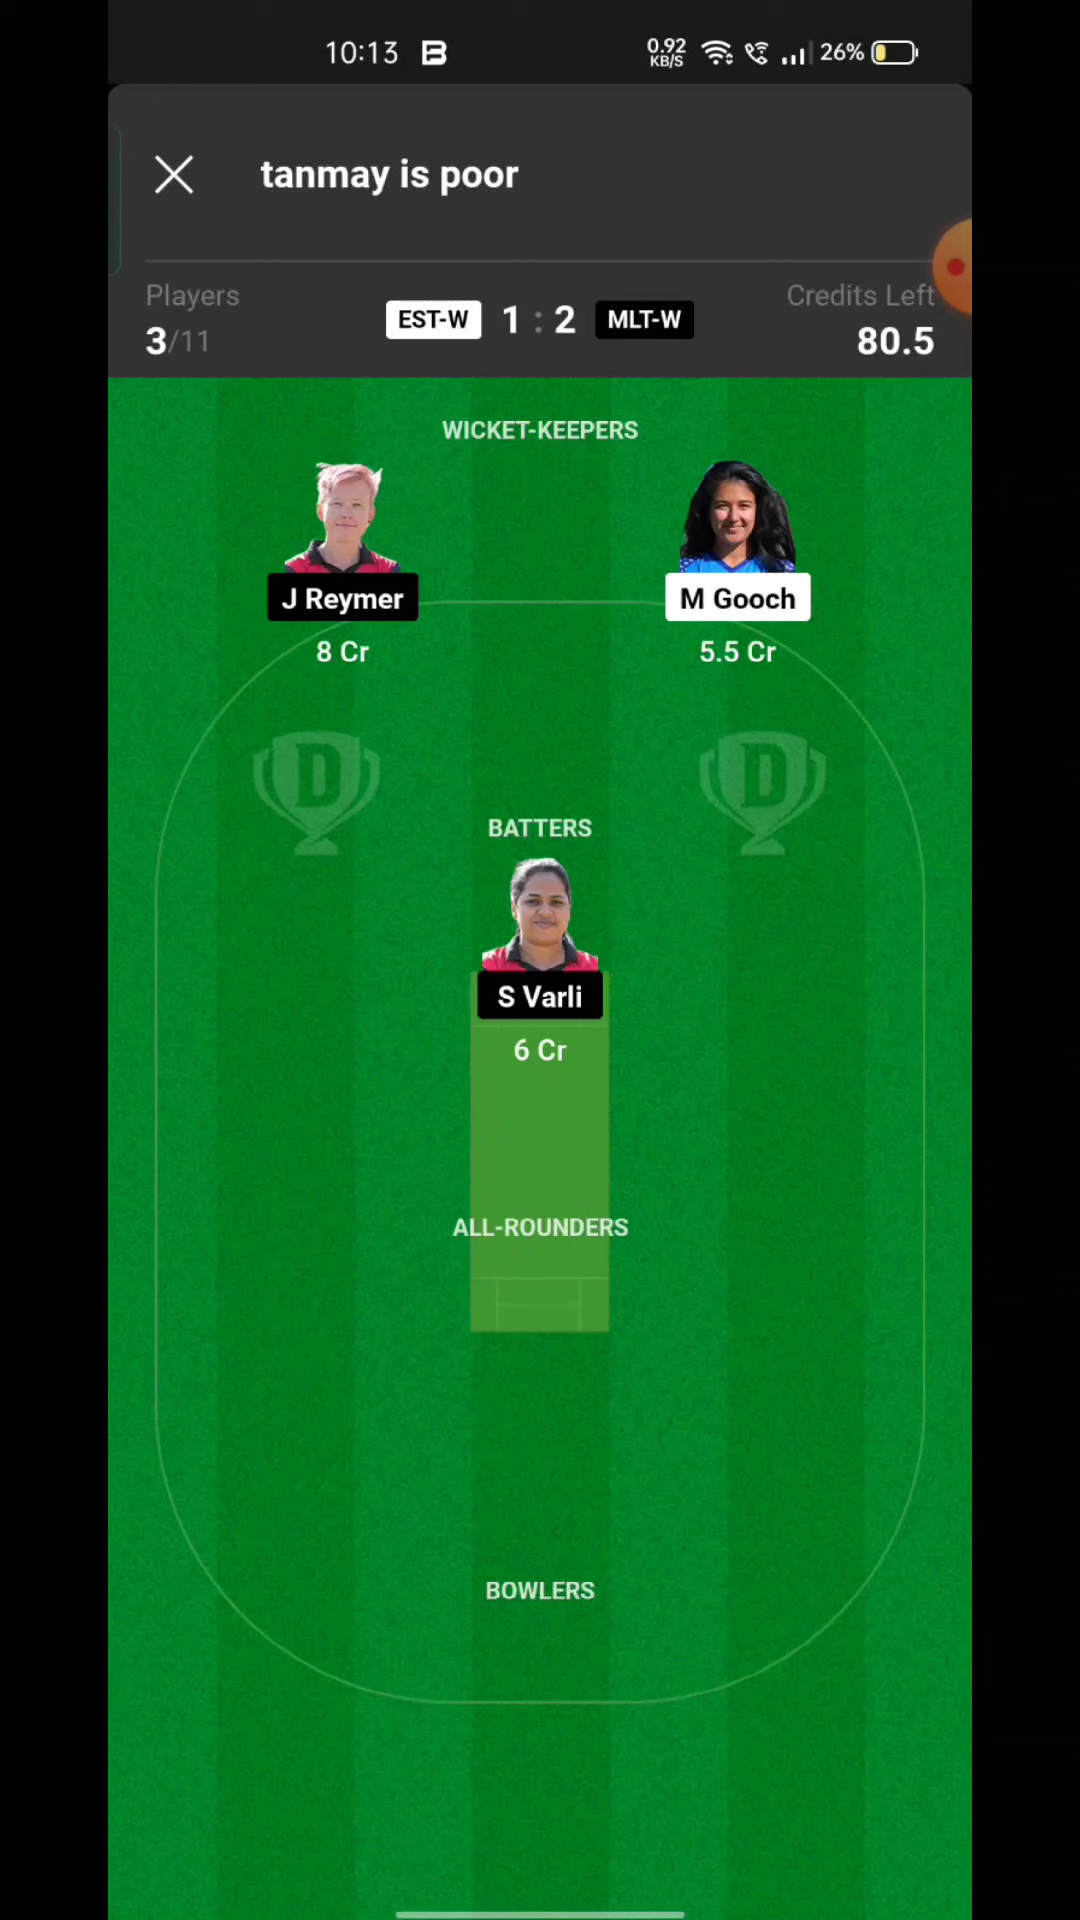 10:13 B 0.92 KB/S 26%
tanmay is poor
Players
Credits Left
3/11
EST-W 1 : 2 MLT-W
80.5
WICKET-KEEPERS
J Reymer
M Gooch
8 Cr
5.5 Cr
D
D
BATTERS
S Varli
6 Cr
ALL-ROUNDERS
BOWLERS